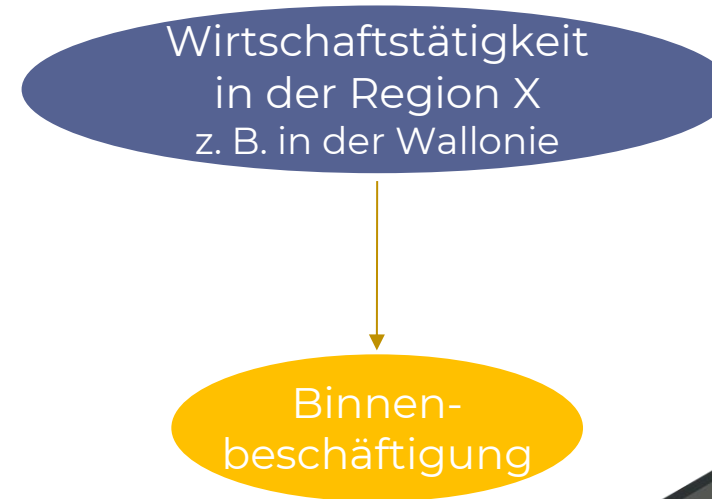 Wirtschaftstätigkeit
in der Region X
z. B. in der Wallonie
Binnen-
beschäftigung